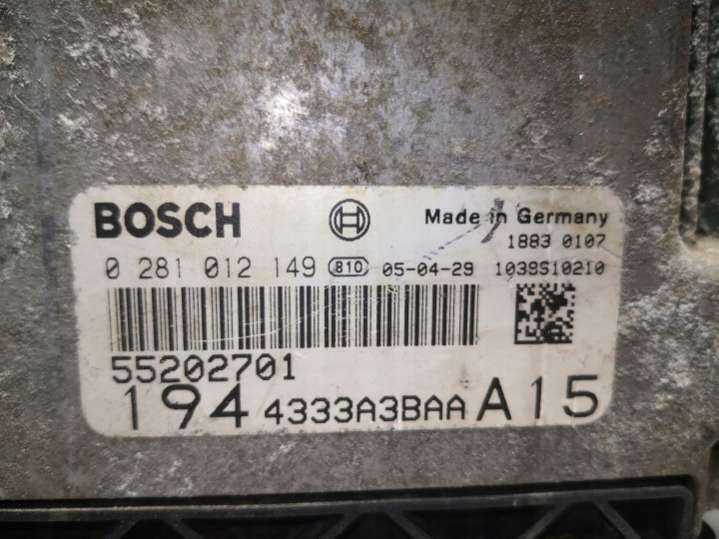 BOSCH
Made in Germany
1883 0107
0 281 012 149 810 05-04-29 1039S10210
55202701
194 4333A3BAA A15